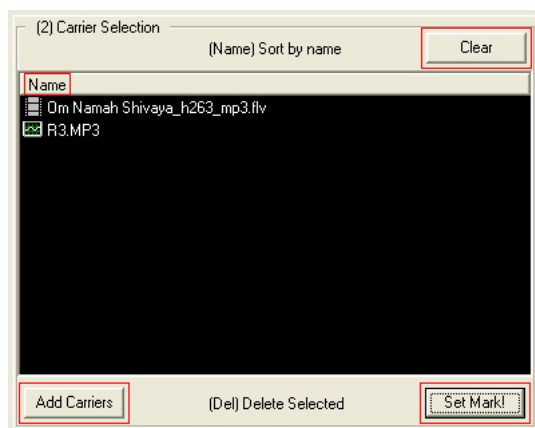 (2) Carrier Selection
(Name) Sort by name
Clear
Name
Om Namah Shivaya_h263_mp3.flv
R3.MP3
Add Carriers
(Del) Delete Selected
Set Mark!